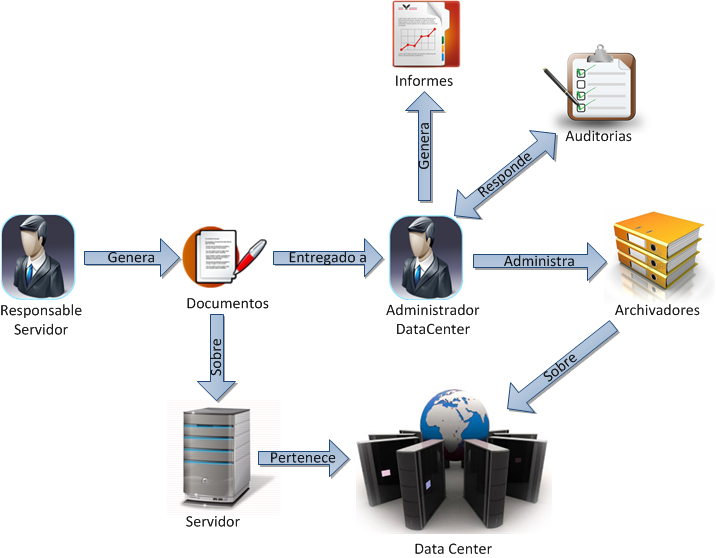 Informes
Auditorias
Genera
Responde
Genera
Entregado a
Administra
Responsable
Servidor
Documentos
Administrador
DataCenter
Archivadores
Sobre
Sobre
Pertenece
Servidor
Data Center